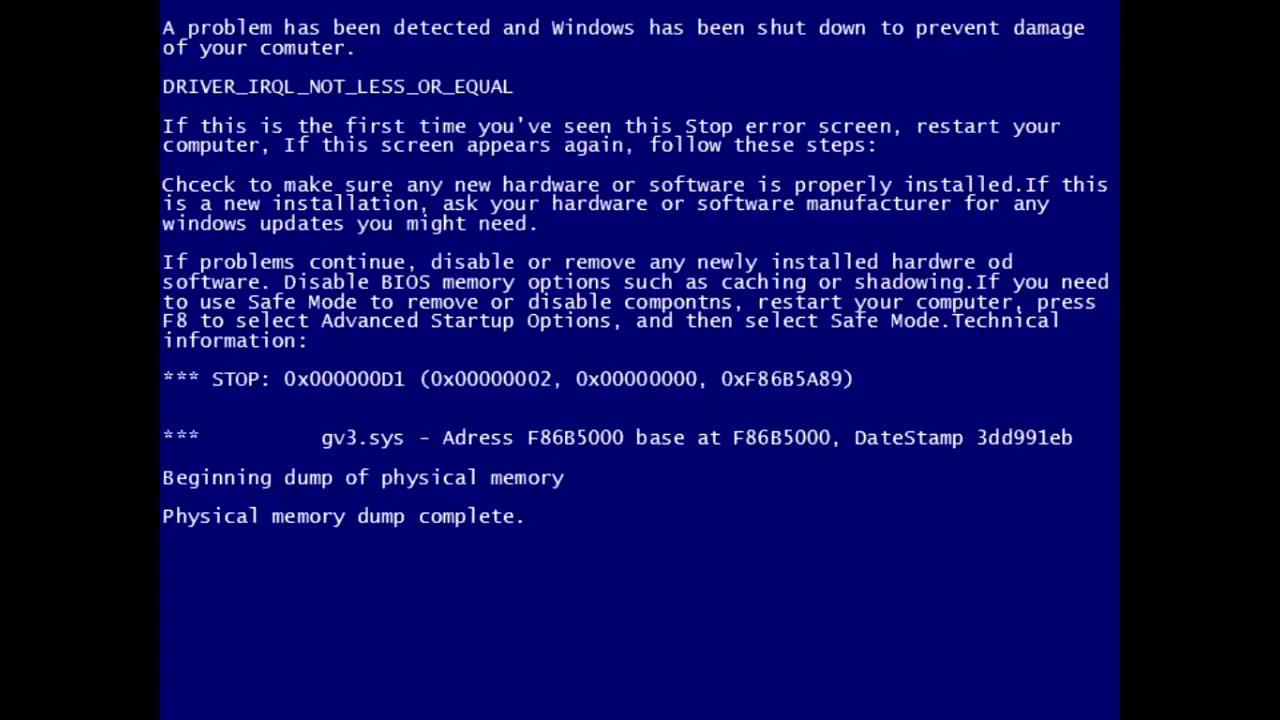 A problem has been detected and Windows has been shut down to prevent damage
of your comuter.
DRIVER_IRQL_NOT_LESS_OR_EQUAL
If this is the first time you've seen this Stop error screen, restart your
computer, If this screen appears again, follow these steps:
Chceck to make sure any new hardware or software is properly installed.If this
is a new installation, ask your hardware or software manufacturer for any
windows updates you might need.
If problems continue, disable or remove any newly installed hardwre od
software. Disable BIOS memory options such as caching or shadowing.If you need
to use Safe Mode to remove or disable compontns, restart your computer, press
F8 to select Advanced Startup Options, and then select Safe Mode.Technical
information:
*** STOP: 0x000000D1 (0x00000002, 0x00000000, 0xF86B5A89)
*** gv3.sys - Adress F86B5000 base at F86B5000, DateStamp 3dd991eb
Beginning dump of physical memory
Physical memory dump complete.